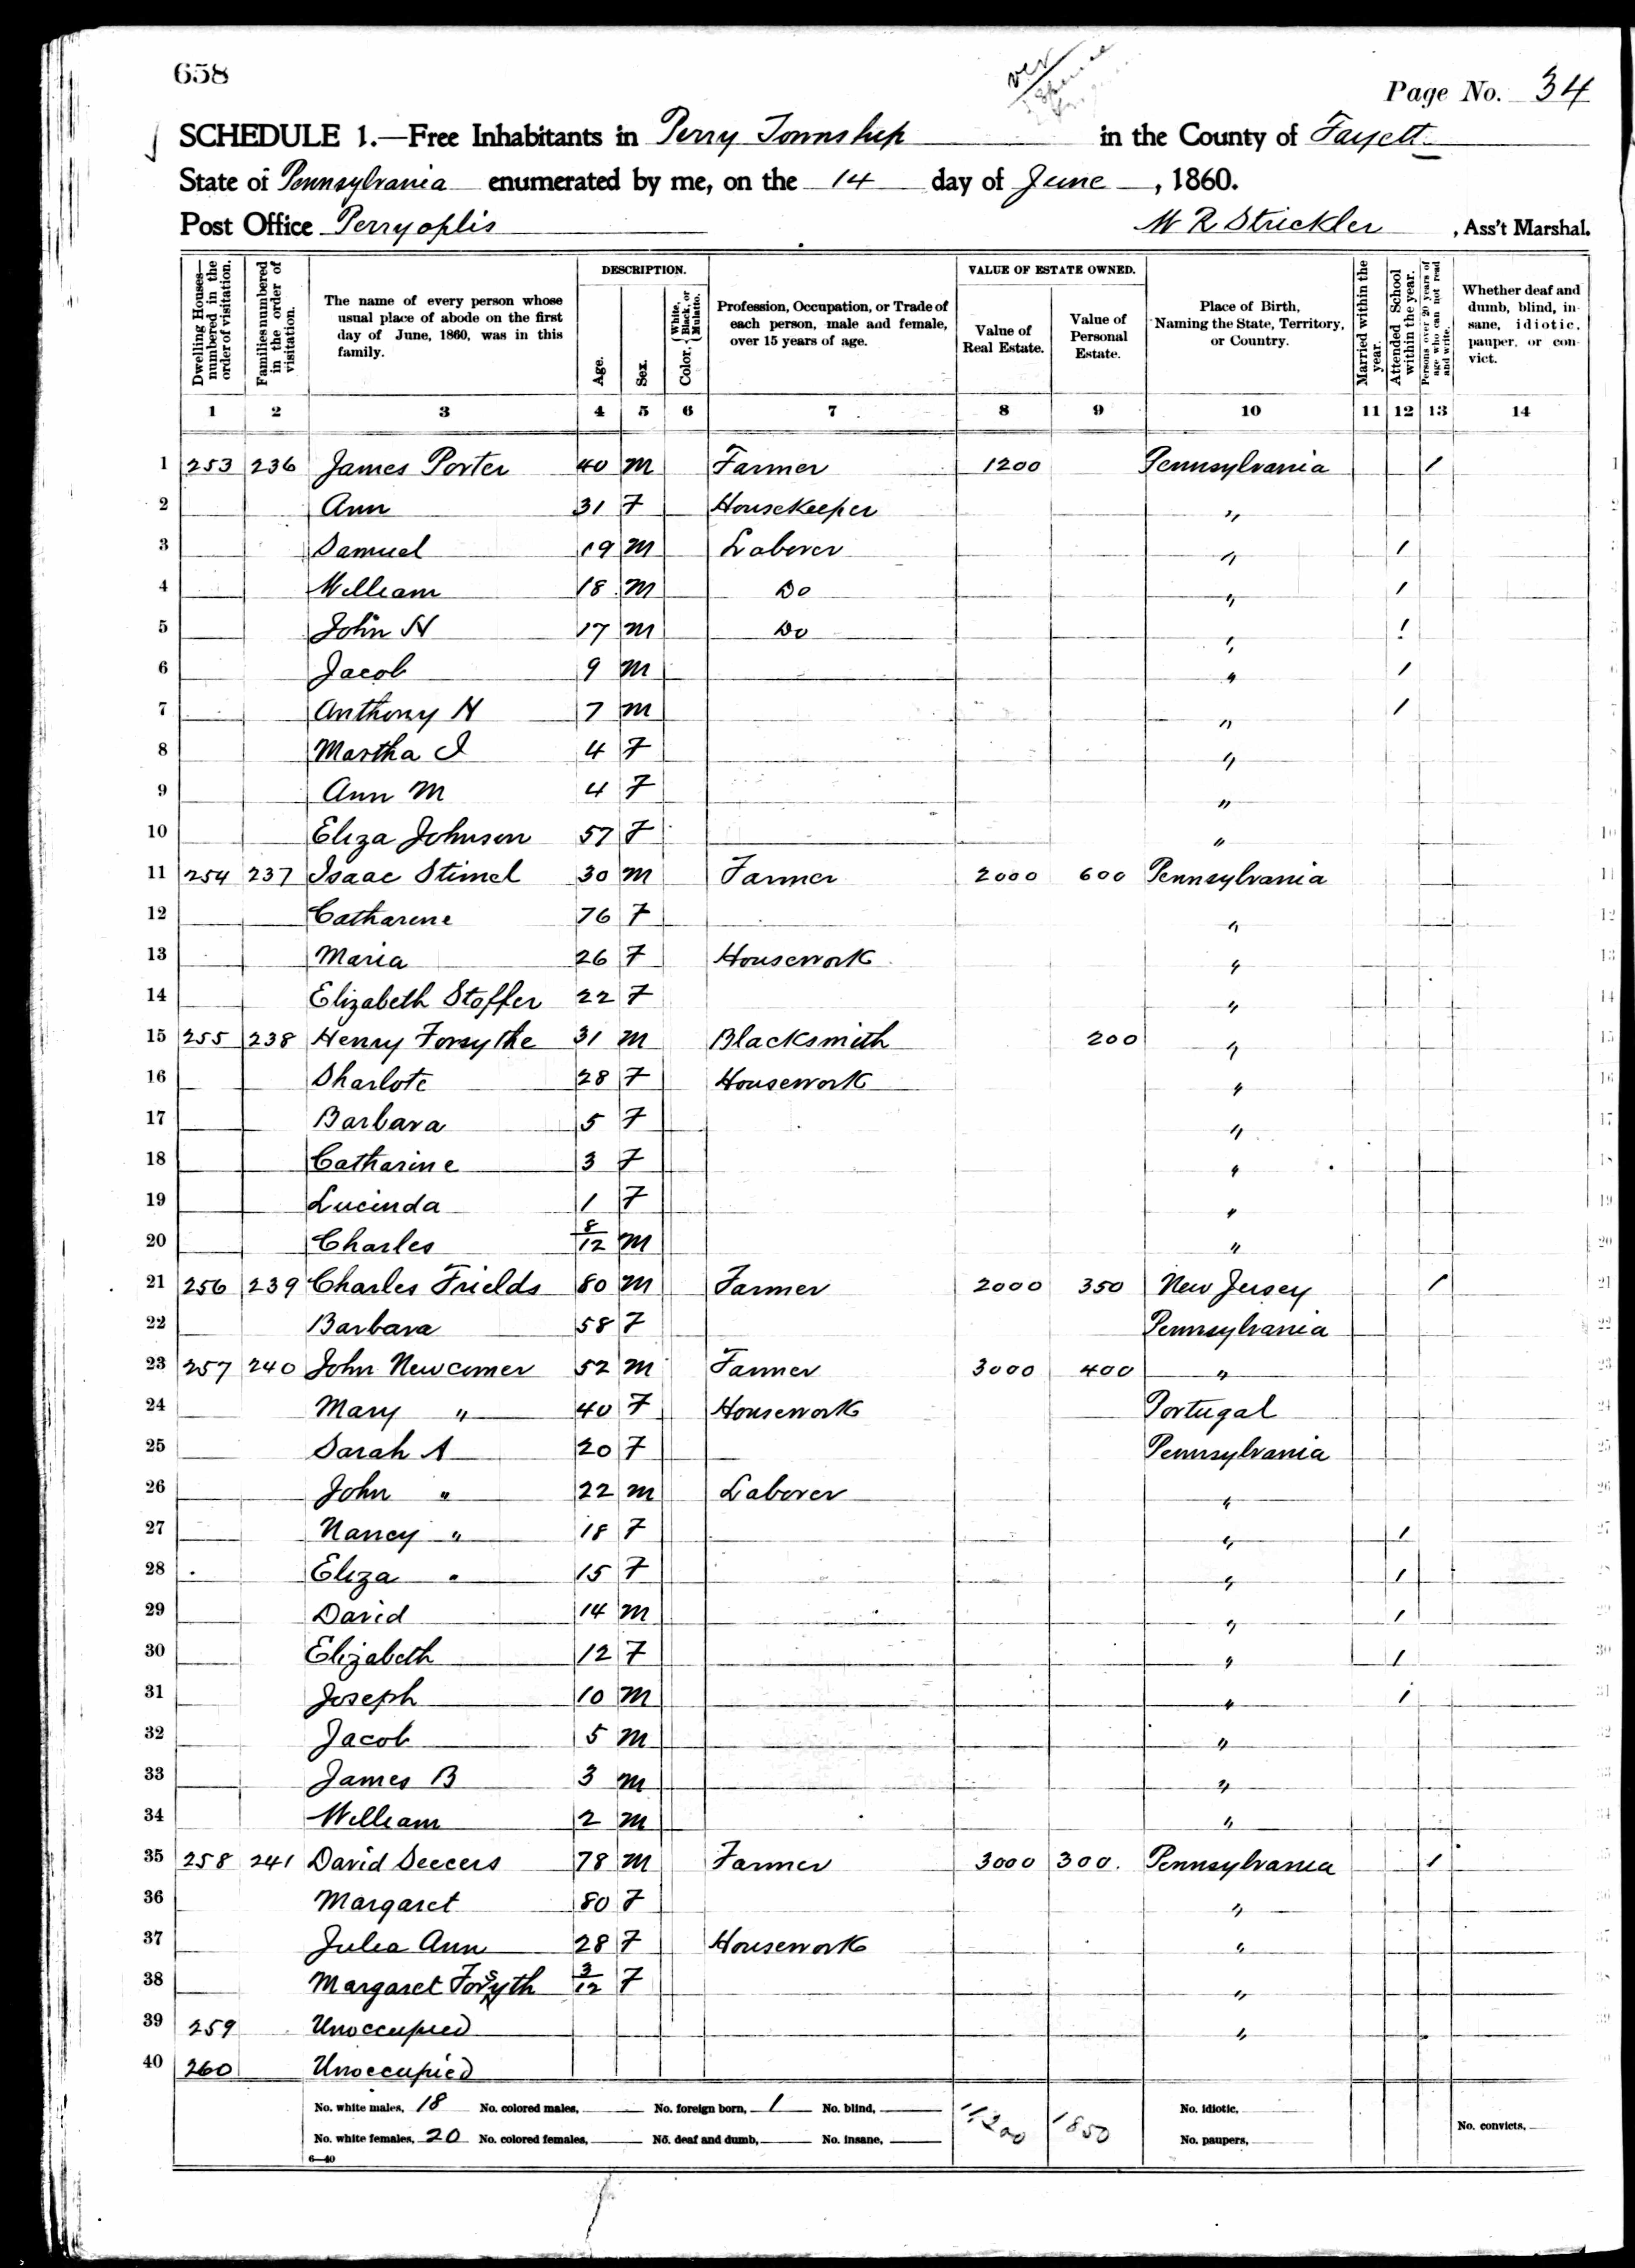 658
Page No. 34
SCHEDULE 1.—Free Inhabitants in Perry Township in the County of Fayett
State of Pennsylvania enumerated by me, on the 14 day of June, 1860.
Post Office Perryoplis W R Strickler, Ass't Marshal.
Dwelling Houses—numbered in the order of visitation.
Families numbered in the order of visitation.
The name of every person whose usual place of abode on the first day of June, 1860, was in this family.
DESCRIPTION.
Age.
Sex.
Color. White, Black, or Mulatto.
Profession, Occupation, or Trade of each person, male and female, over 15 years of age.
VALUE OF ESTATE OWNED.
Value of Real Estate.
Value of Personal Estate.
Place of Birth, Naming the State, Territory, or Country.
Married within the year.
Attended School within the year.
Persons over 20 years of age who can not read and write.
Whether deaf and dumb, blind, insane, idiotic, pauper, or convict.
1 2 3 4 5 6 7 8 9 10 11 12 13 14
1 253 236 James Porter 40 M Farmer 1200 Pennsylvania /
2 Ann 31 F Housekeeper "
3 Samuel 19 M Laborer " /
4 William 18 M Do " /
5 John H 17 M Do " /
6 Jacob 9 M " /
7 Anthony H 7 M " /
8 Martha J 4 F "
9 Ann M 4 F "
10 Eliza Johnson 57 F "
11 254 237 Isaac Stimel 30 M Farmer 2000 600 Pennsylvania
12 Catharine 76 F "
13 Maria 26 F Housework "
14 Elizabeth Stoffer 22 F "
15 255 238 Henry Forsythe 31 M Blacksmith 200 "
16 Sharlote 28 F Housework "
17 Barbara 5 F "
18 Catharine 3 F "
19 Lucinda 1 F "
20 Charles 8/12 M "
21 256 239 Charles Frields 80 M Farmer 2000 350 New Jersey /
22 Barbara 58 F Pennsylvania
23 257 240 John Newcomer 52 M Farmer 3000 400 "
24 Mary " 40 F Housework Portugal
25 Sarah A 20 F Pennsylvania
26 John " 22 M Laborer "
27 Nancy " 18 F " /
28 Eliza " 15 F " /
29 David 14 M " /
30 Elizabeth 12 F " /
31 Joseph 10 M " /
32 Jacob 5 M "
33 James B 3 M "
34 William 2 M "
35 258 241 David Seecers 78 M Farmer 3000 300. Pennsylvania /
36 Margaret 80 F "
37 Julia Ann 28 F Housework "
38 Margaret Forsyth 3/12 F "
39 259 Unoccupied "
40 260 Unoccupied
No. white males, 18 No. colored males, No. foreign born, 1 No. blind, 11200 1850 No. idiotic,
No. white females, 20 No. colored females, No. deaf and dumb, No. insane, No. paupers, No. convicts,
6—40